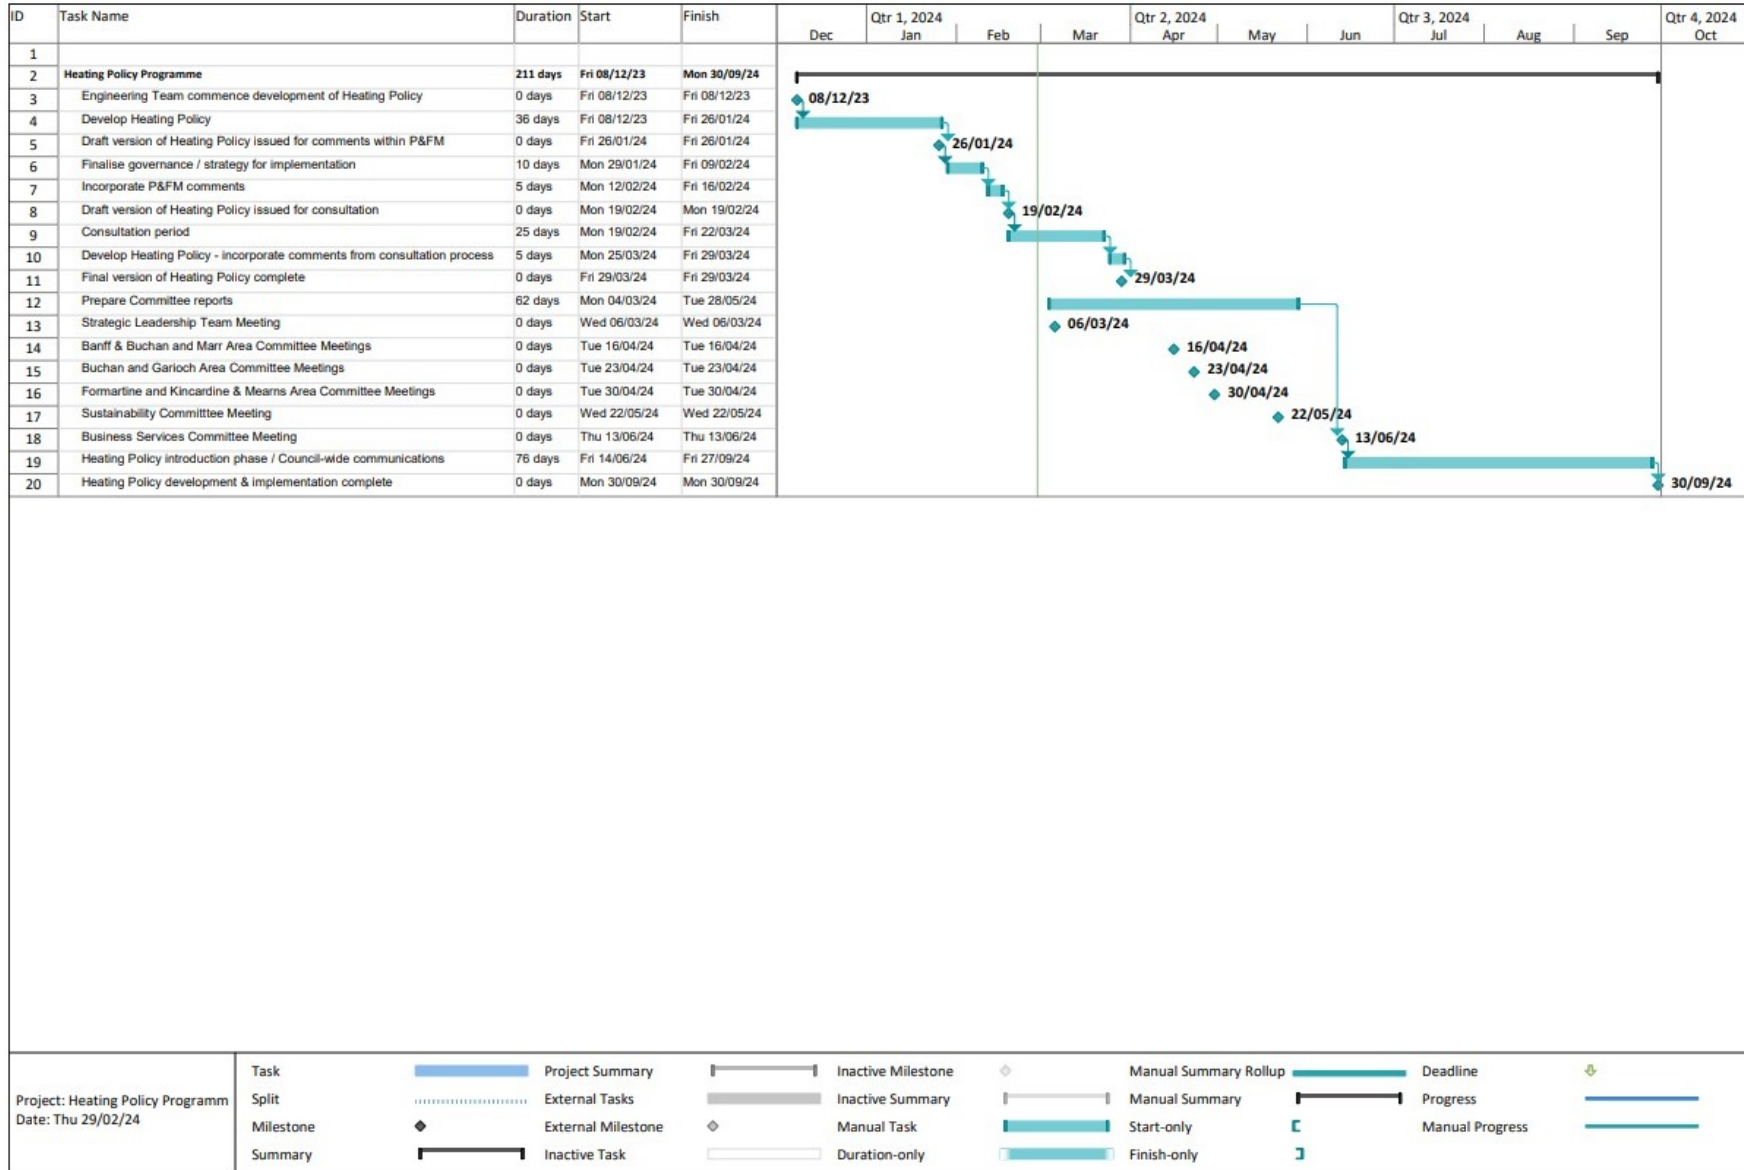 ID Task Name Duration Start Finish Qtr 1, 2024 Qtr 2, 2024 Qtr 3, 2024 Qtr 4, 2024
Dec Jan Feb Mar Apr May Jun Jul Aug Sep Oct
1
2 Heating Policy Programme 211 days Fri 08/12/23 Mon 30/09/24
3 Engineering Team commence development of Heating Policy 0 days Fri 08/12/23 Fri 08/12/23 08/12/23
4 Develop Heating Policy 36 days Fri 08/12/23 Fri 26/01/24
5 Draft version of Heating Policy issued for comments within P&FM 0 days Fri 26/01/24 Fri 26/01/24 26/01/24
6 Finalise governance / strategy for implementation 10 days Mon 29/01/24 Fri 09/02/24
7 Incorporate P&FM comments 5 days Mon 12/02/24 Fri 16/02/24
8 Draft version of Heating Policy issued for consultation 0 days Mon 19/02/24 Mon 19/02/24 19/02/24
9 Consultation period 25 days Mon 19/02/24 Fri 22/03/24
10 Develop Heating Policy - incorporate comments from consultation process 5 days Mon 25/03/24 Fri 29/03/24
11 Final version of Heating Policy complete 0 days Fri 29/03/24 Fri 29/03/24 29/03/24
12 Prepare Committee reports 62 days Mon 04/03/24 Tue 28/05/24
13 Strategic Leadership Team Meeting 0 days Wed 06/03/24 Wed 06/03/24 06/03/24
14 Banff & Buchan and Marr Area Committee Meetings 0 days Tue 16/04/24 Tue 16/04/24 16/04/24
15 Buchan and Garioch Area Committee Meetings 0 days Tue 23/04/24 Tue 23/04/24 23/04/24
16 Formartine and Kincardine & Mearns Area Committee Meetings 0 days Tue 30/04/24 Tue 30/04/24 30/04/24
17 Sustainability Committtee Meeting 0 days Wed 22/05/24 Wed 22/05/24 22/05/24
18 Business Services Committee Meeting 0 days Thu 13/06/24 Thu 13/06/24 13/06/24
19 Heating Policy introduction phase / Council-wide communications 76 days Fri 14/06/24 Fri 27/09/24
20 Heating Policy development & implementation complete 0 days Mon 30/09/24 Mon 30/09/24 30/09/24
Project: Heating Policy Programm
Date: Thu 29/02/24
Task Project Summary Inactive Milestone Manual Summary Rollup Deadline
Split External Tasks Inactive Summary Manual Summary Progress
Milestone External Milestone Manual Task Start-only Manual Progress
Summary Inactive Task Duration-only Finish-only